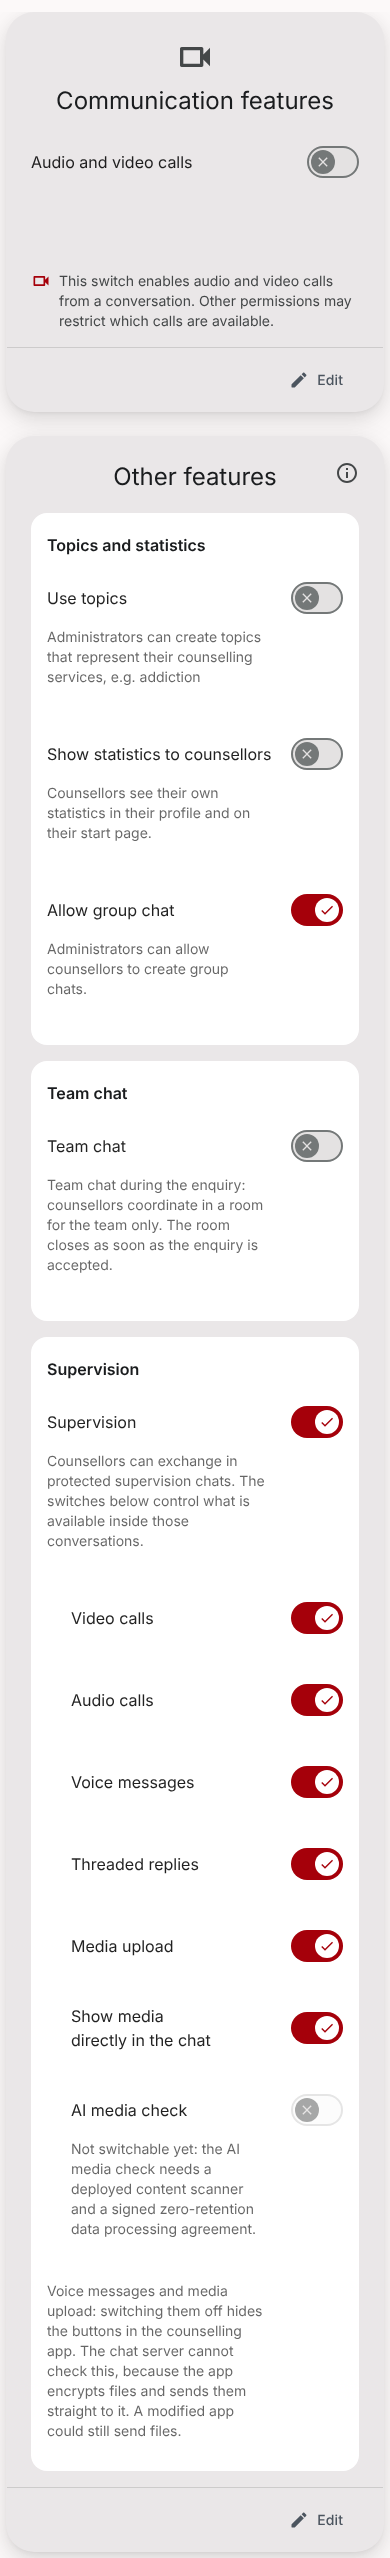 Communication features
Audio and video calls
This switch enables audio and video calls
from a conversation. Other permissions may
restrict which calls are available.
Edit
Other features
Topics and statistics
Use topics
Administrators can create topics
that represent their counselling
services, e.g. addiction
Show statistics to counsellors
Counsellors see their own
statistics in their profile and on
their start page.
Allow group chat
Administrators can allow
counsellors to create group
chats.
Team chat
Team chat
Team chat during the enquiry:
counsellors coordinate in a room
for the team only. The room
closes as soon as the enquiry is
accepted.
Supervision
Supervision
Counsellors can exchange in
protected supervision chats. The
switches below control what is
available inside those
conversations.
Video calls
Audio calls
Voice messages
Threaded replies
Media upload
Show media
directly in the chat
AI media check
Not switchable yet: the AI
media check needs a
deployed content scanner
and a signed zero-retention
data processing agreement.
Voice messages and media
upload: switching them off hides
the buttons in the counselling
app. The chat server cannot
check this, because the app
encrypts files and sends them
straight to it. A modified app
could still send files.
Edit